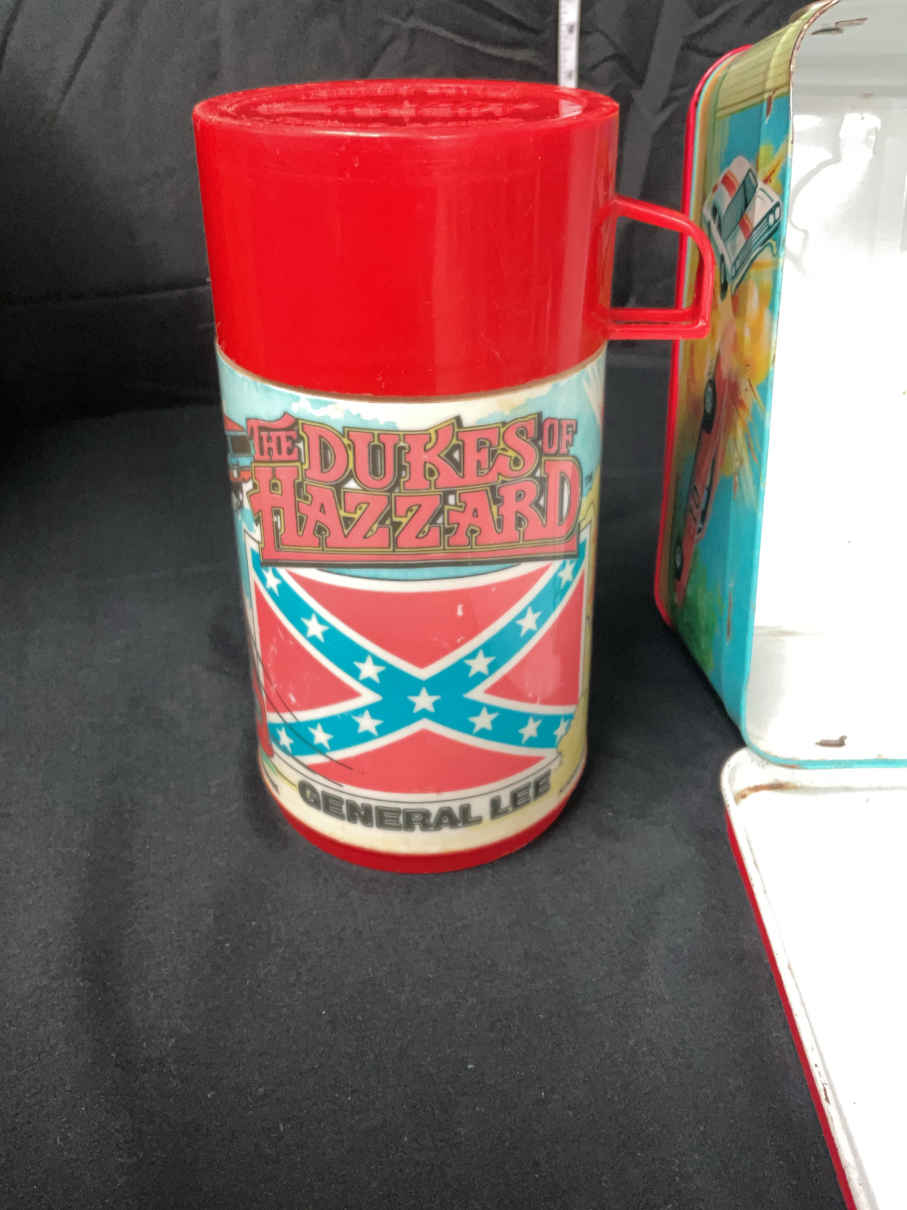 THE DUKES OF
HAZZARD
GENERAL LEE